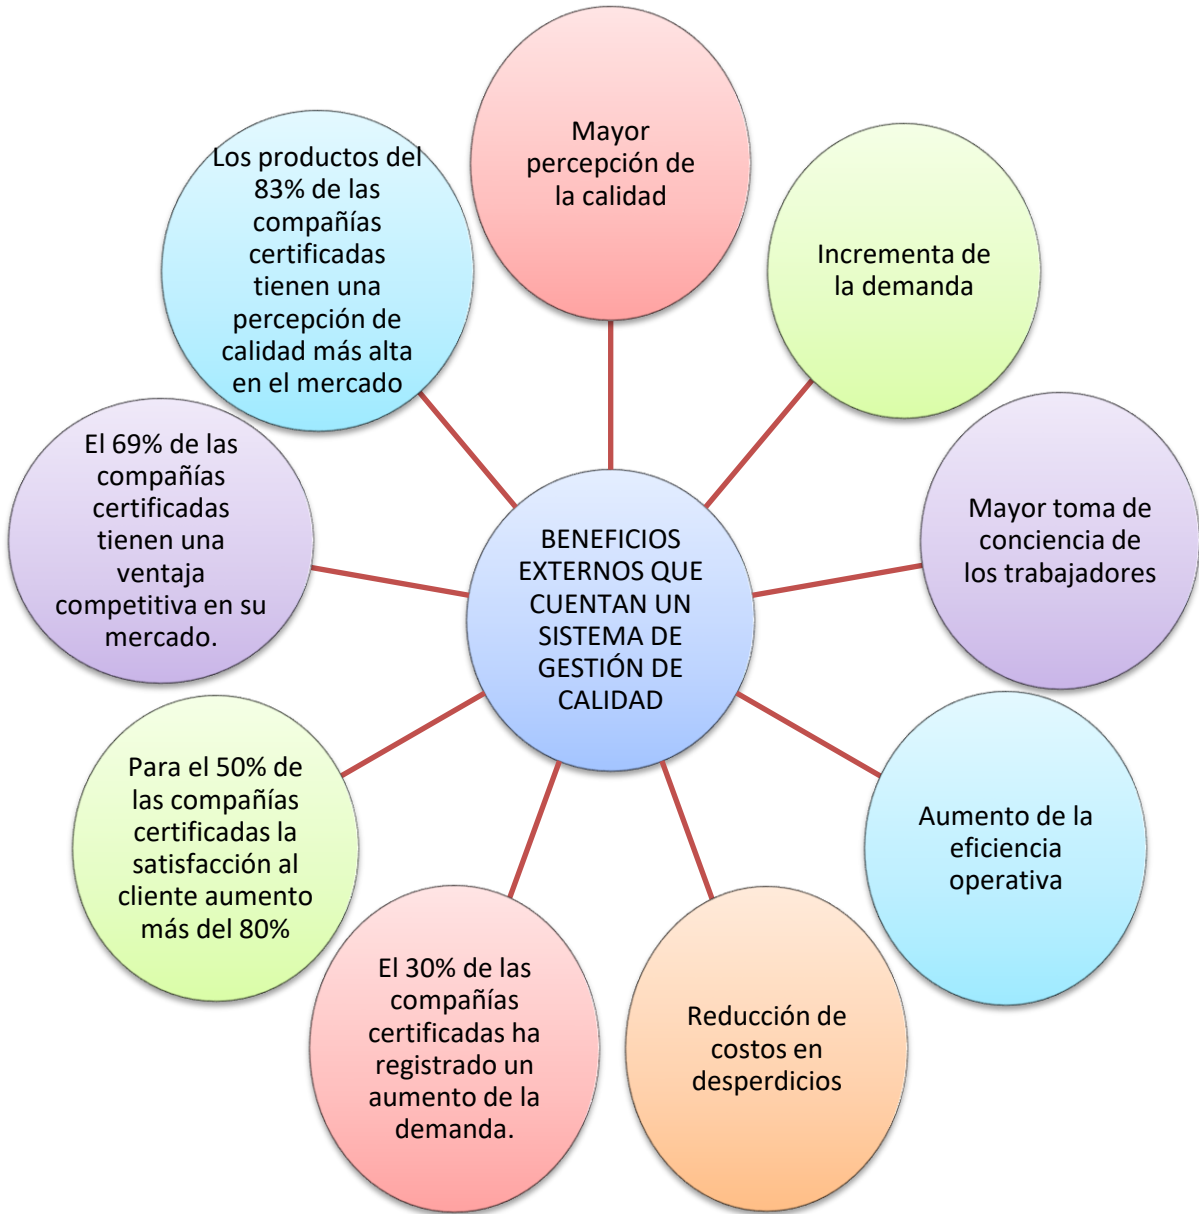 Mayor
percepción de
la calidad
Incrementa de
la demanda
Mayor toma de
conciencia de
los trabajadores
Aumento de la
eficiencia
operativa
Reducción de
costos en
desperdicios
El 30% de las
compañías
certificadas ha
registrado un
aumento de la
demanda.
Para el 50% de
las compañías
certificadas la
satisfacción al
cliente aumento
más del 80%
El 69% de las
compañías
certificadas
tienen una
ventaja
competitiva en su
mercado.
Los productos del
83% de las
compañías
certificadas
tienen una
percepción de
calidad más alta
en el mercado
BENEFICIOS
EXTERNOS QUE
CUENTAN UN
SISTEMA DE
GESTIÓN DE
CALIDAD